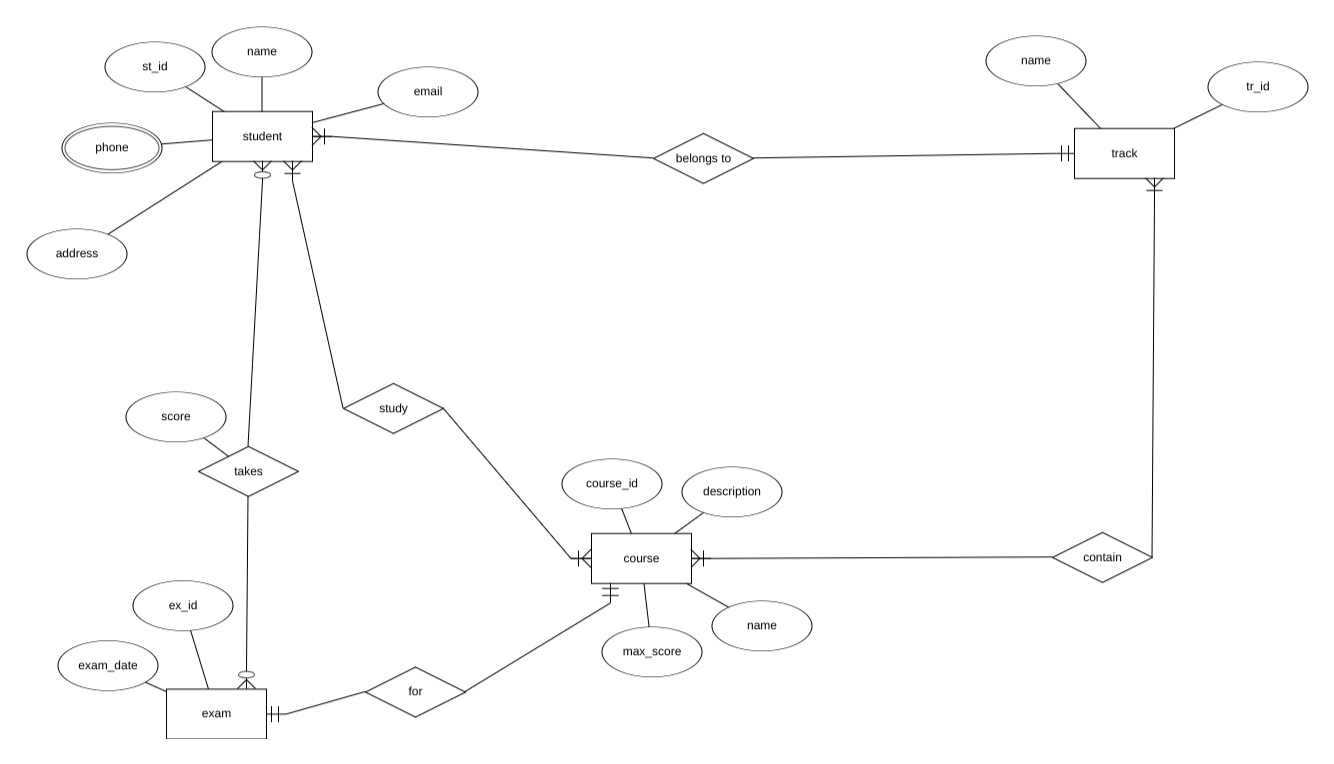 name
st_id
email
phone
student
address
belongs to
name
tr_id
track
score
takes
study
course_id
description
course
contain
name
max_score
ex_id
exam_date
exam
for